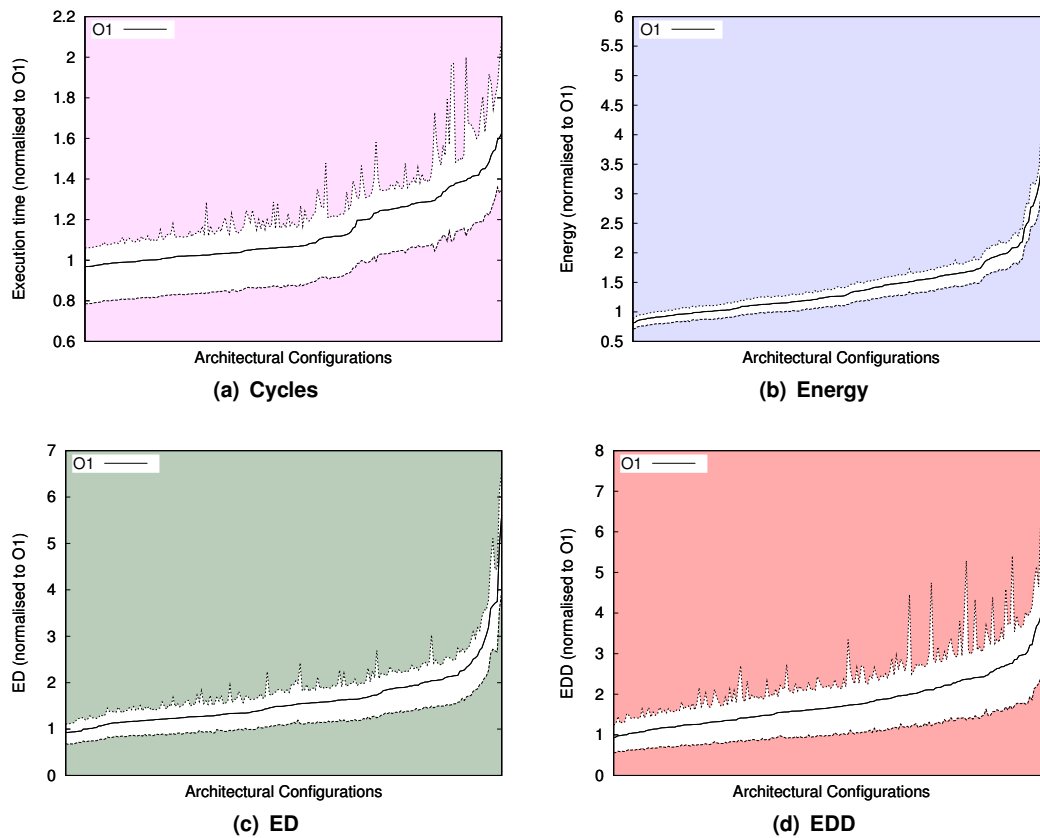 2.2
2
1.8
1.6
1.4
1.2
1
0.8
0.6
Execution time (normalised to O1)
O1
Architectural Configurations
(a) Cycles
6
5.5
5
4.5
4
3.5
3
2.5
2
1.5
1
0.5
Energy (normalised to O1)
O1
Architectural Configurations
(b) Energy
7
6
5
4
3
2
1
0
ED (normalised to O1)
O1
Architectural Configurations
(c) ED
8
7
6
5
4
3
2
1
0
EDD (normalised to O1)
O1
Architectural Configurations
(d) EDD